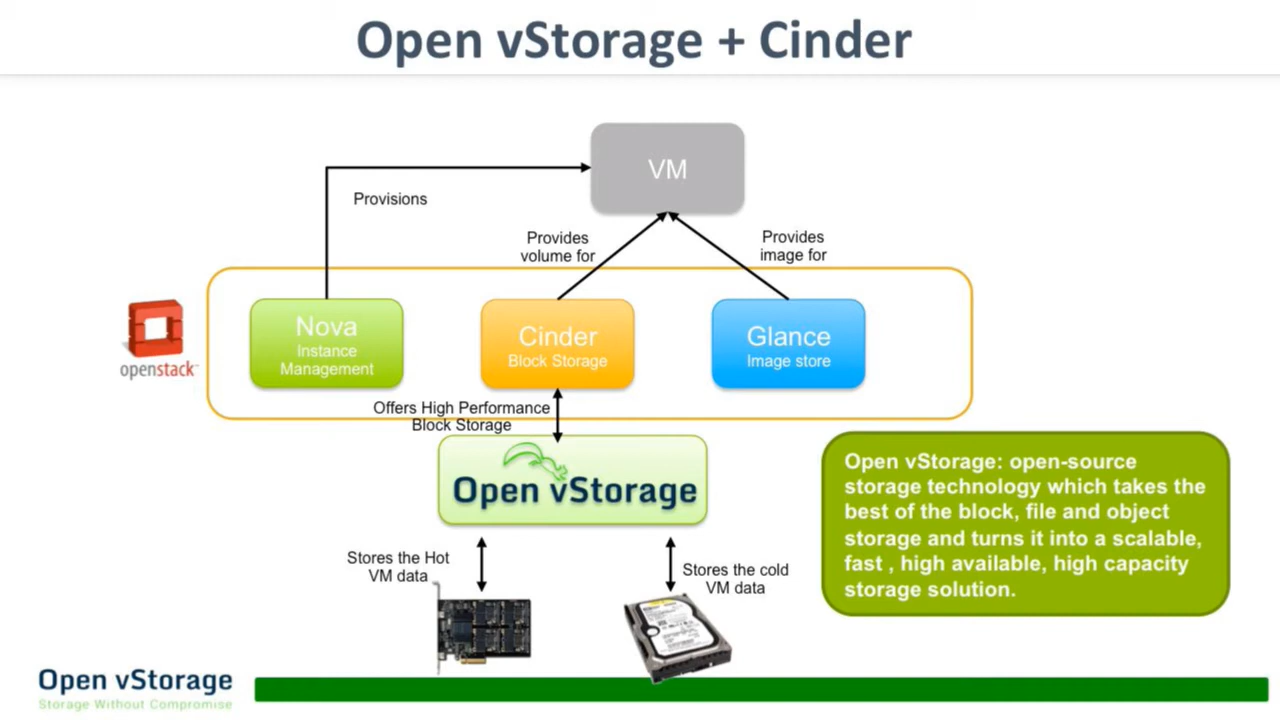 Open vStorage + Cinder
VM
Provisions
Provides
volume for
Provides
image for
openstack
Nova
Instance
Management
Cinder
Block Storage
Glance
Image store
Offers High Performance
Block Storage
Open vStorage
Open vStorage: open-source
storage technology which takes the
best of the block, file and object
storage and turns it into a scalable,
fast , high available, high capacity
storage solution.
Stores the Hot
VM data
Stores the cold
VM data
Open vStorage
Storage Without Compromise